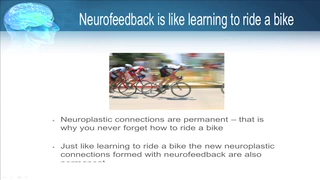 Neurofeedback is like learning to ride a bike
- Neuroplastic connections are permanent – that is
why you never forget how to ride a bike
- Just like learning to ride a bike the new neuroplastic
connections formed with neurofeedback are also